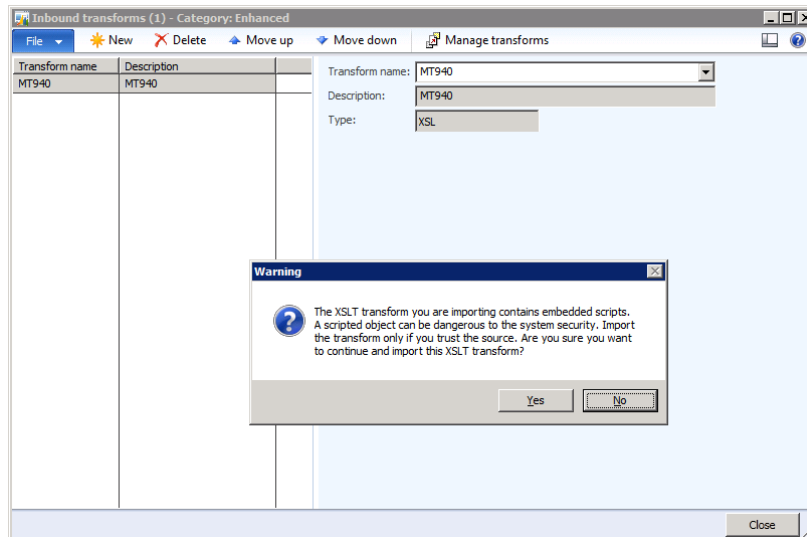 Inbound transforms (1) - Category: Enhanced
File New Delete Move up Move down Manage transforms
Transform name Description
MT940 MT940
Transform name: MT940
Description: MT940
Type: XSL
Warning
The XSLT transform you are importing contains embedded scripts.
A scripted object can be dangerous to the system security. Import
the transform only if you trust the source. Are you sure you want
to continue and import this XSLT transform?
Yes No
Close